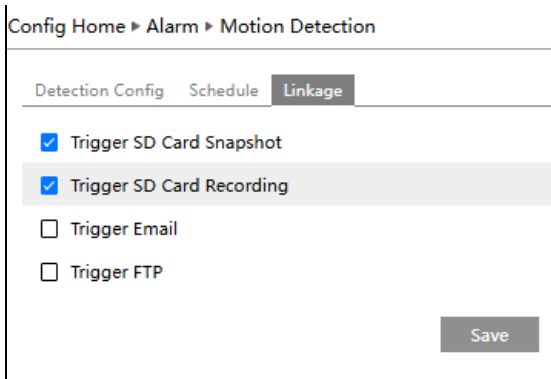 Config Home ▶ Alarm ▶ Motion Detection
Detection Config Schedule Linkage
Trigger SD Card Snapshot
Trigger SD Card Recording
Trigger Email
Trigger FTP
Save